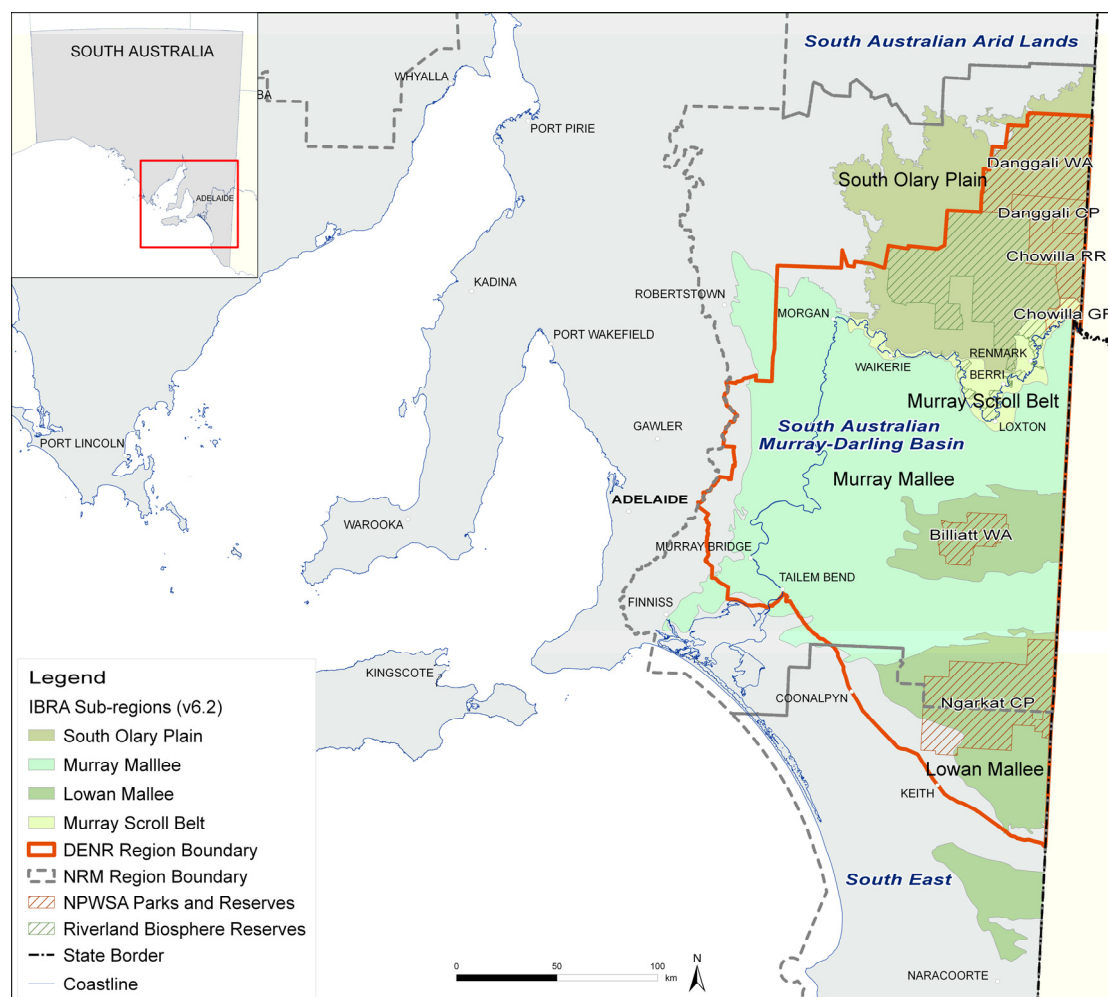 SOUTH AUSTRALIA
ADELAIDE
BA
WHYALLA
PORT PIRIE
South Australian Arid Lands
Danggali WA
South Olary Plain
Danggali CP
Chowilla RR
KADINA
ROBERTSTOWN
MORGAN
Chowilla GR
PORT WAKEFIELD
RENMARK
WAIKERIE
BERRI
Murray Scroll Belt
LOXTON
GAWLER
South Australian
Murray-Darling Basin
PORT LINCOLN
Murray Mallee
ADELAIDE
WAROOKA
Billiatt WA
MURRAY BRIDGE
TAILEM BEND
FINNISS
KINGSCOTE
COONALPYN
Ngarkat CP
Lowan Mallee
KEITH
South East
NARACOORTE
Legend
IBRA Sub-regions (v6.2)
South Olary Plain
Murray Malllee
Lowan Mallee
Murray Scroll Belt
DENR Region Boundary
NRM Region Boundary
NPWSA Parks and Reserves
Riverland Biosphere Reserves
State Border
Coastline
0 50 100
km
N